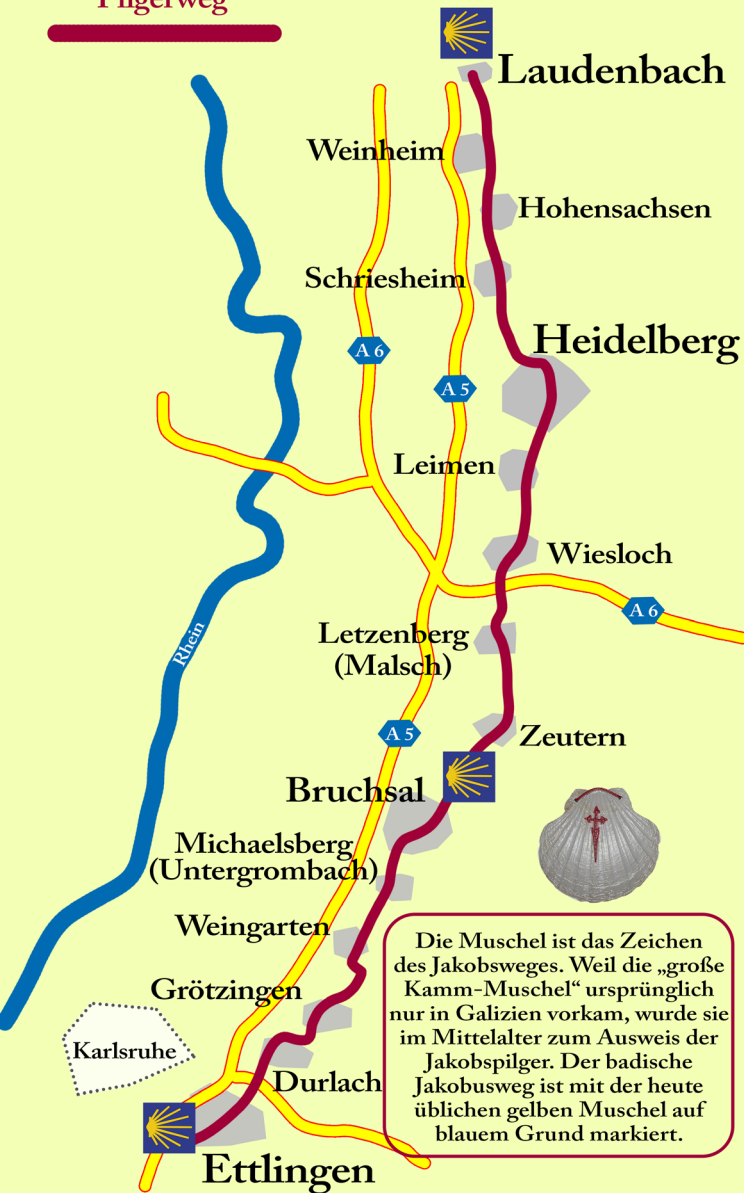 Pilgerweg
Laudenbach
Weinheim
Hohensachsen
Schriesheim
Heidelberg
A 6
A 5
Leimen
Wiesloch
A 6
Letzenberg
(Malsch)
Rhein
A 5
Zeutern
Bruchsal
Michaelsberg
(Untergrombach)
Weingarten
Grötzingen
Karlsruhe
Durlach
Ettlingen
Die Muschel ist das Zeichen
des Jakobsweges. Weil die „große
Kamm-Muschel“ ursprünglich
nur in Galizien vorkam, wurde sie
im Mittelalter zum Ausweis der
Jakobspilger. Der badische
Jakobusweg ist mit der heute
üblichen gelben Muschel auf
blauem Grund markiert.